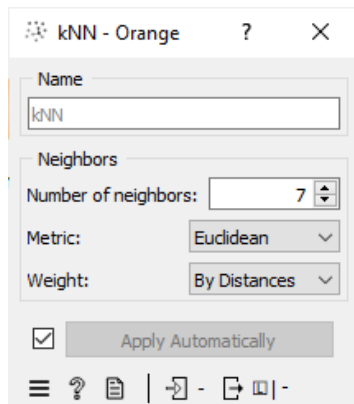 kNN - Orange ? ×
Name
kNN
Neighbors
Number of neighbors: 7
Metric: Euclidean
Weight: By Distances
Apply Automatically
? - | -